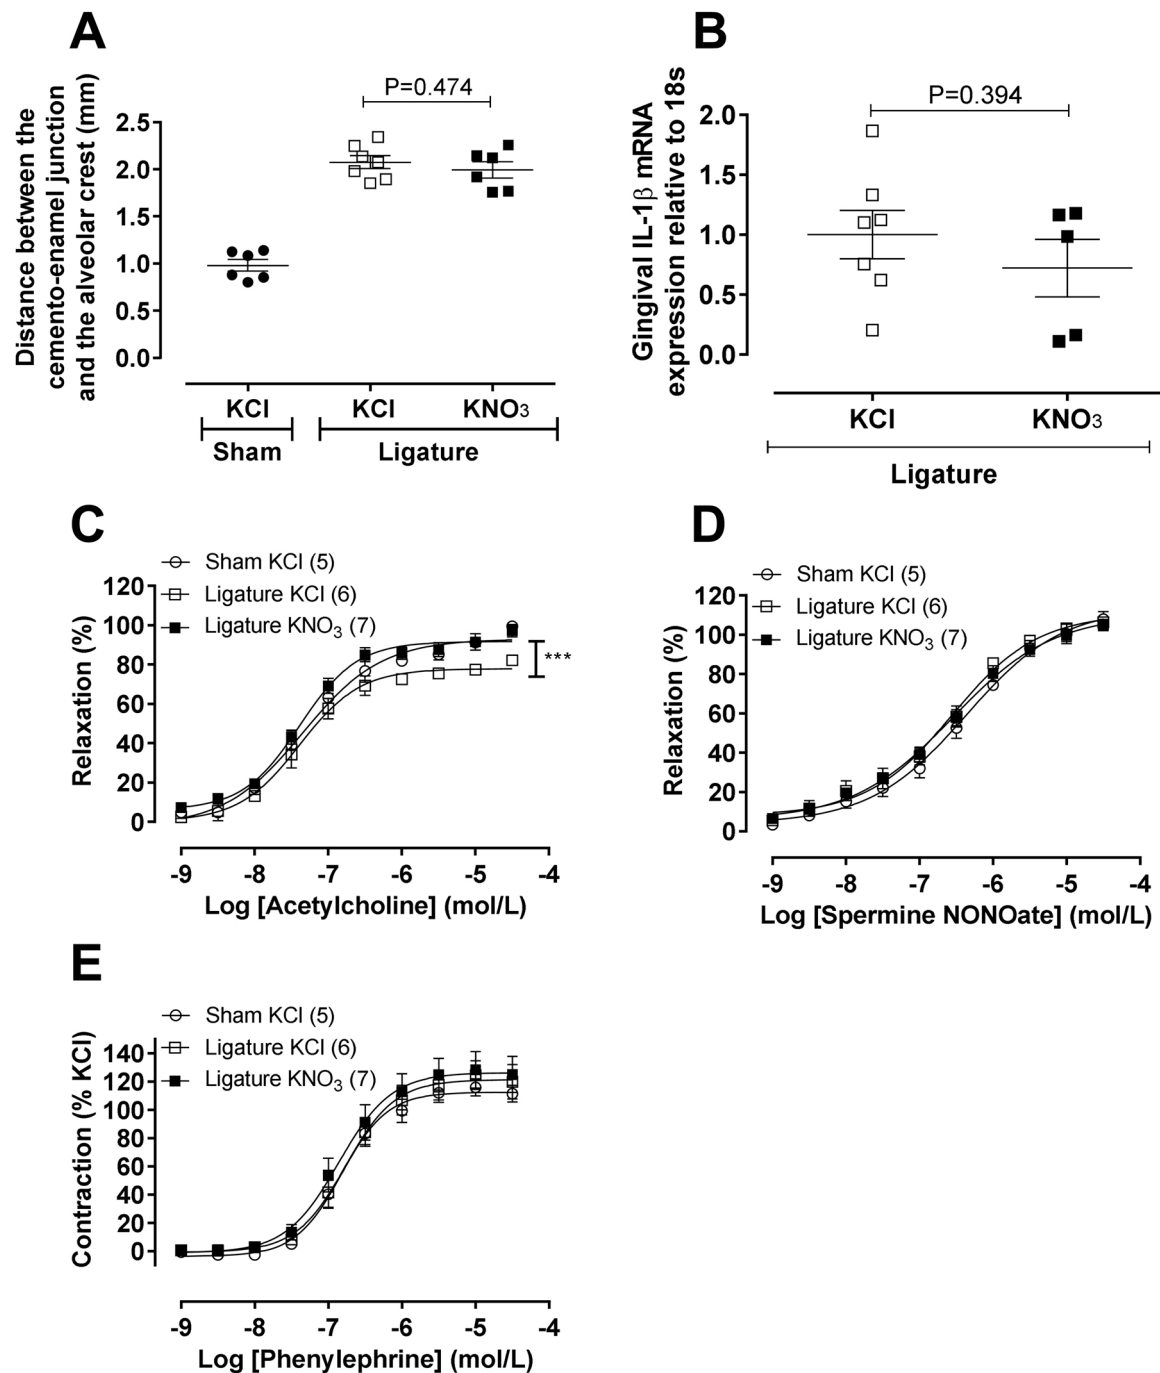 A
Distance between the
cemento-enamel junction
and the alveolar crest (mm)
P=0.474
2.5
2.0
1.5
1.0
0.5
0.0
KCl KCl KNO3
Sham Ligature
B
Gingival IL-1β mRNA
expression relative to 18s
P=0.394
2.0
1.5
1.0
0.5
0.0
KCl KNO3
Ligature
C
Sham KCl (5)
Ligature KCl (6)
Ligature KNO3 (7)
Relaxation (%)
120
100
80
60
40
20
0
***
-9 -8 -7 -6 -5 -4
Log [Acetylcholine] (mol/L)
D
Sham KCl (5)
Ligature KCl (6)
Ligature KNO3 (7)
Relaxation (%)
120
100
80
60
40
20
0
-9 -8 -7 -6 -5 -4
Log [Spermine NONOate] (mol/L)
E
Sham KCl (5)
Ligature KCl (6)
Ligature KNO3 (7)
Contraction (% KCl)
140
120
100
80
60
40
20
0
-9 -8 -7 -6 -5 -4
Log [Phenylephrine] (mol/L)